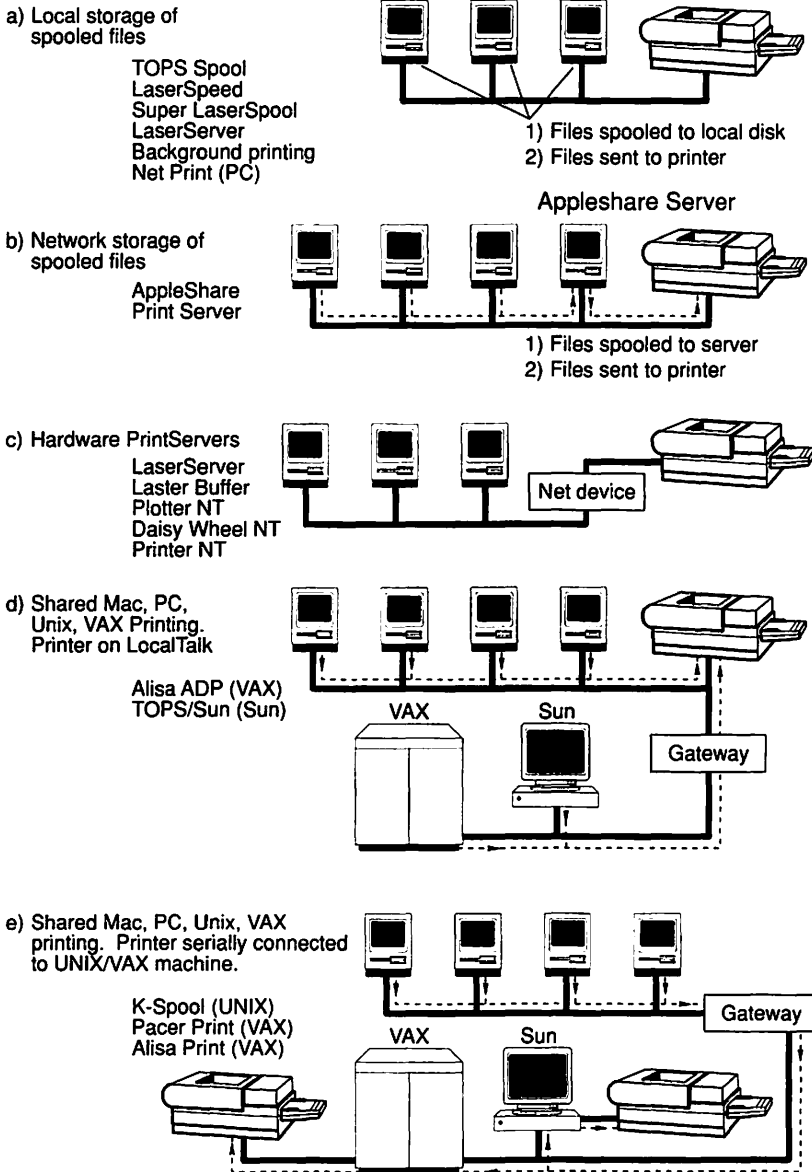 a) Local storage of
spooled files
TOPS Spool
LaserSpeed
Super LaserSpool
LaserServer
Background printing
Net Print (PC)
1) Files spooled to local disk
2) Files sent to printer
Appleshare Server
b) Network storage of
spooled files
AppleShare
Print Server
1) Files spooled to server
2) Files sent to printer
c) Hardware PrintServers
LaserServer
Laster Buffer
Plotter NT
Daisy Wheel NT
Printer NT
Net device
d) Shared Mac, PC,
Unix, VAX Printing.
Printer on LocalTalk
Alisa ADP (VAX)
TOPS/Sun (Sun)
VAX
Sun
Gateway
e) Shared Mac, PC, Unix, VAX
printing. Printer serially connected
to UNIX/VAX machine.
K-Spool (UNIX)
Pacer Print (VAX)
Alisa Print (VAX)
VAX
Sun
Gateway